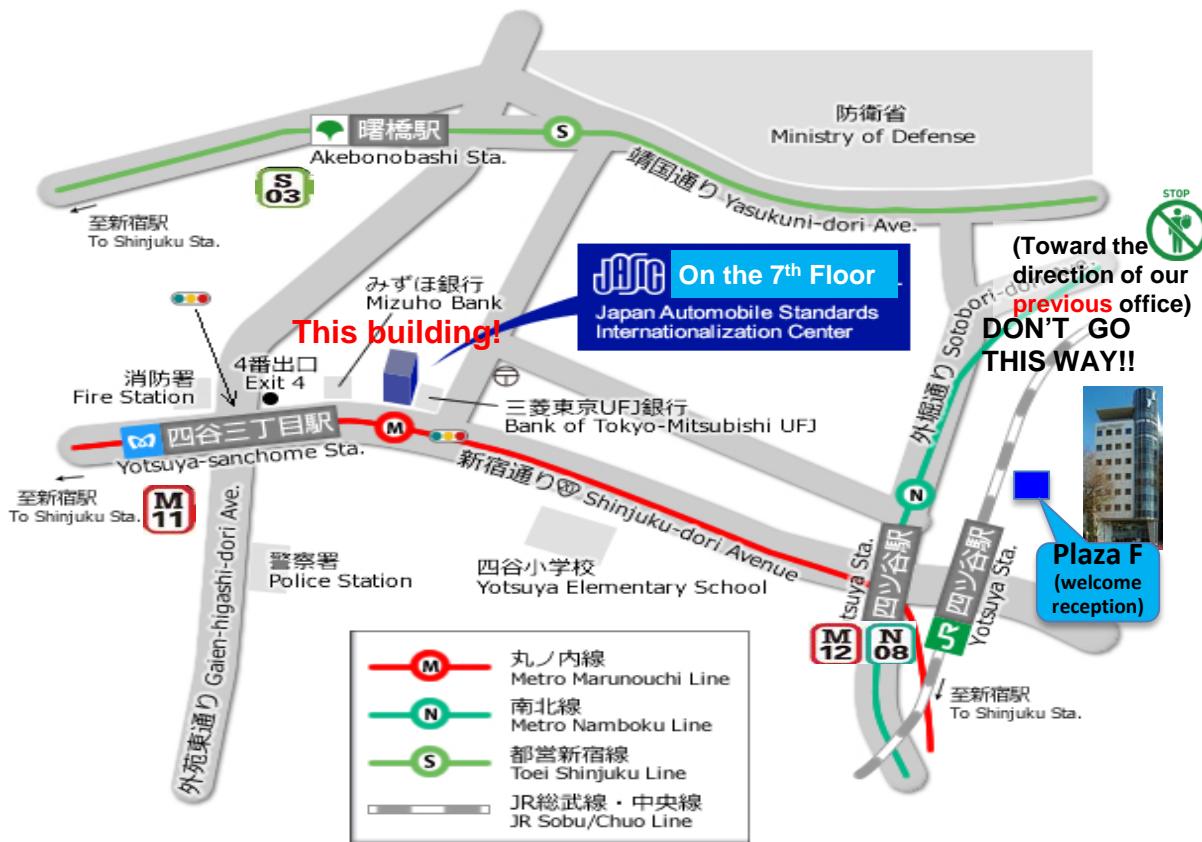 防衛省
Ministry of Defense
曙橋駅
Akebonobashi Sta.
S
S
03
靖国通り Yasukuni-dori Ave.
至新宿駅
To Shinjuku Sta.
STOP
(Toward the
direction of our
previous office)
DON'T GO
THIS WAY!!
外堀通り Sotobori-dori Ave.
JASIC
On the 7th Floor
Japan Automobile Standards
Internationalization Center
みずほ銀行
Mizuho Bank
This building!
4番出口
Exit 4
消防署
Fire Station
三菱東京UFJ銀行
Bank of Tokyo-Mitsubishi UFJ
四谷三丁目駅
Yotsuya-sanchome Sta.
M
新宿通り 20 Shinjuku-dori Avenue
至新宿駅
To Shinjuku Sta.
M
11
N
警察署
Police Station
四谷小学校
Yotsuya Elementary School
外苑東通り Gaien-higashi-dori Ave.
四ツ谷駅
tsuya Sta.
四ツ谷駅
Yotsuya Sta.
Plaza F
(welcome
reception)
M
12
N
08
JR
至新宿駅
To Shinjuku Sta.
M
丸ノ内線
Metro Marunouchi Line
N
南北線
Metro Namboku Line
S
都営新宿線
Toei Shinjuku Line
JR総武線・中央線
JR Sobu/Chuo Line